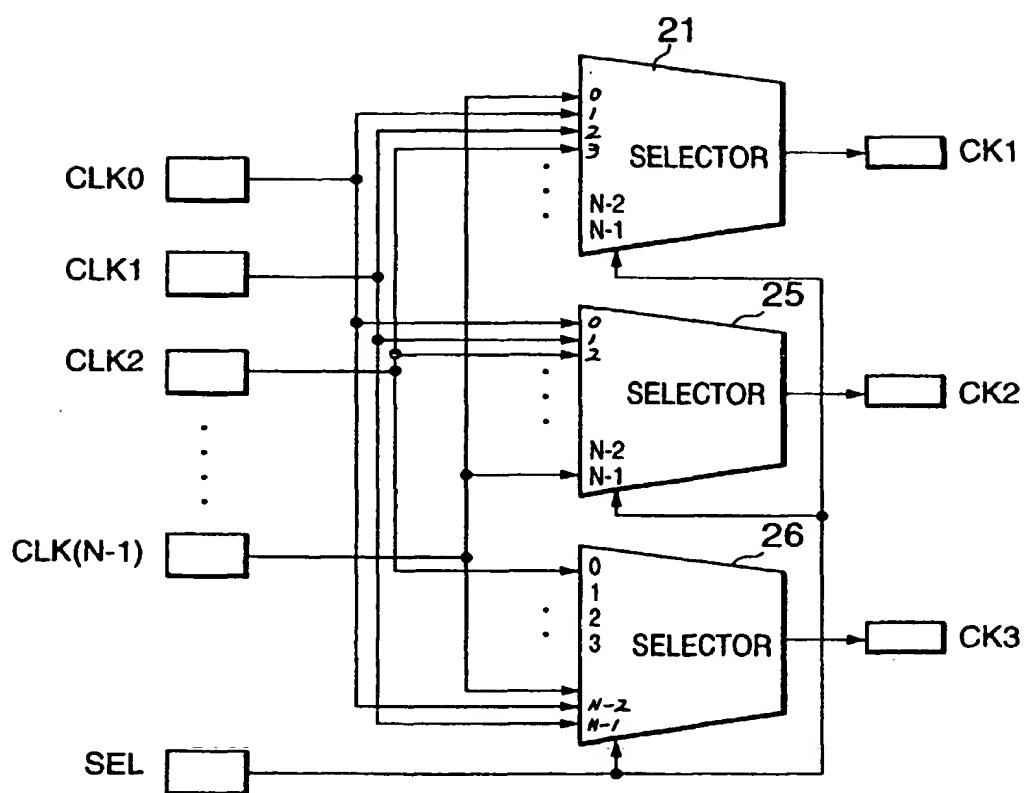 21
0
1
2
3
SELECTOR
N-2
N-1
CK1
CLK0
CLK1
CLK2
CLK(N-1)
SEL
25
0
1
2
SELECTOR
N-2
N-1
CK2
26
0
1
2
3
SELECTOR
N-2
N-1
CK3